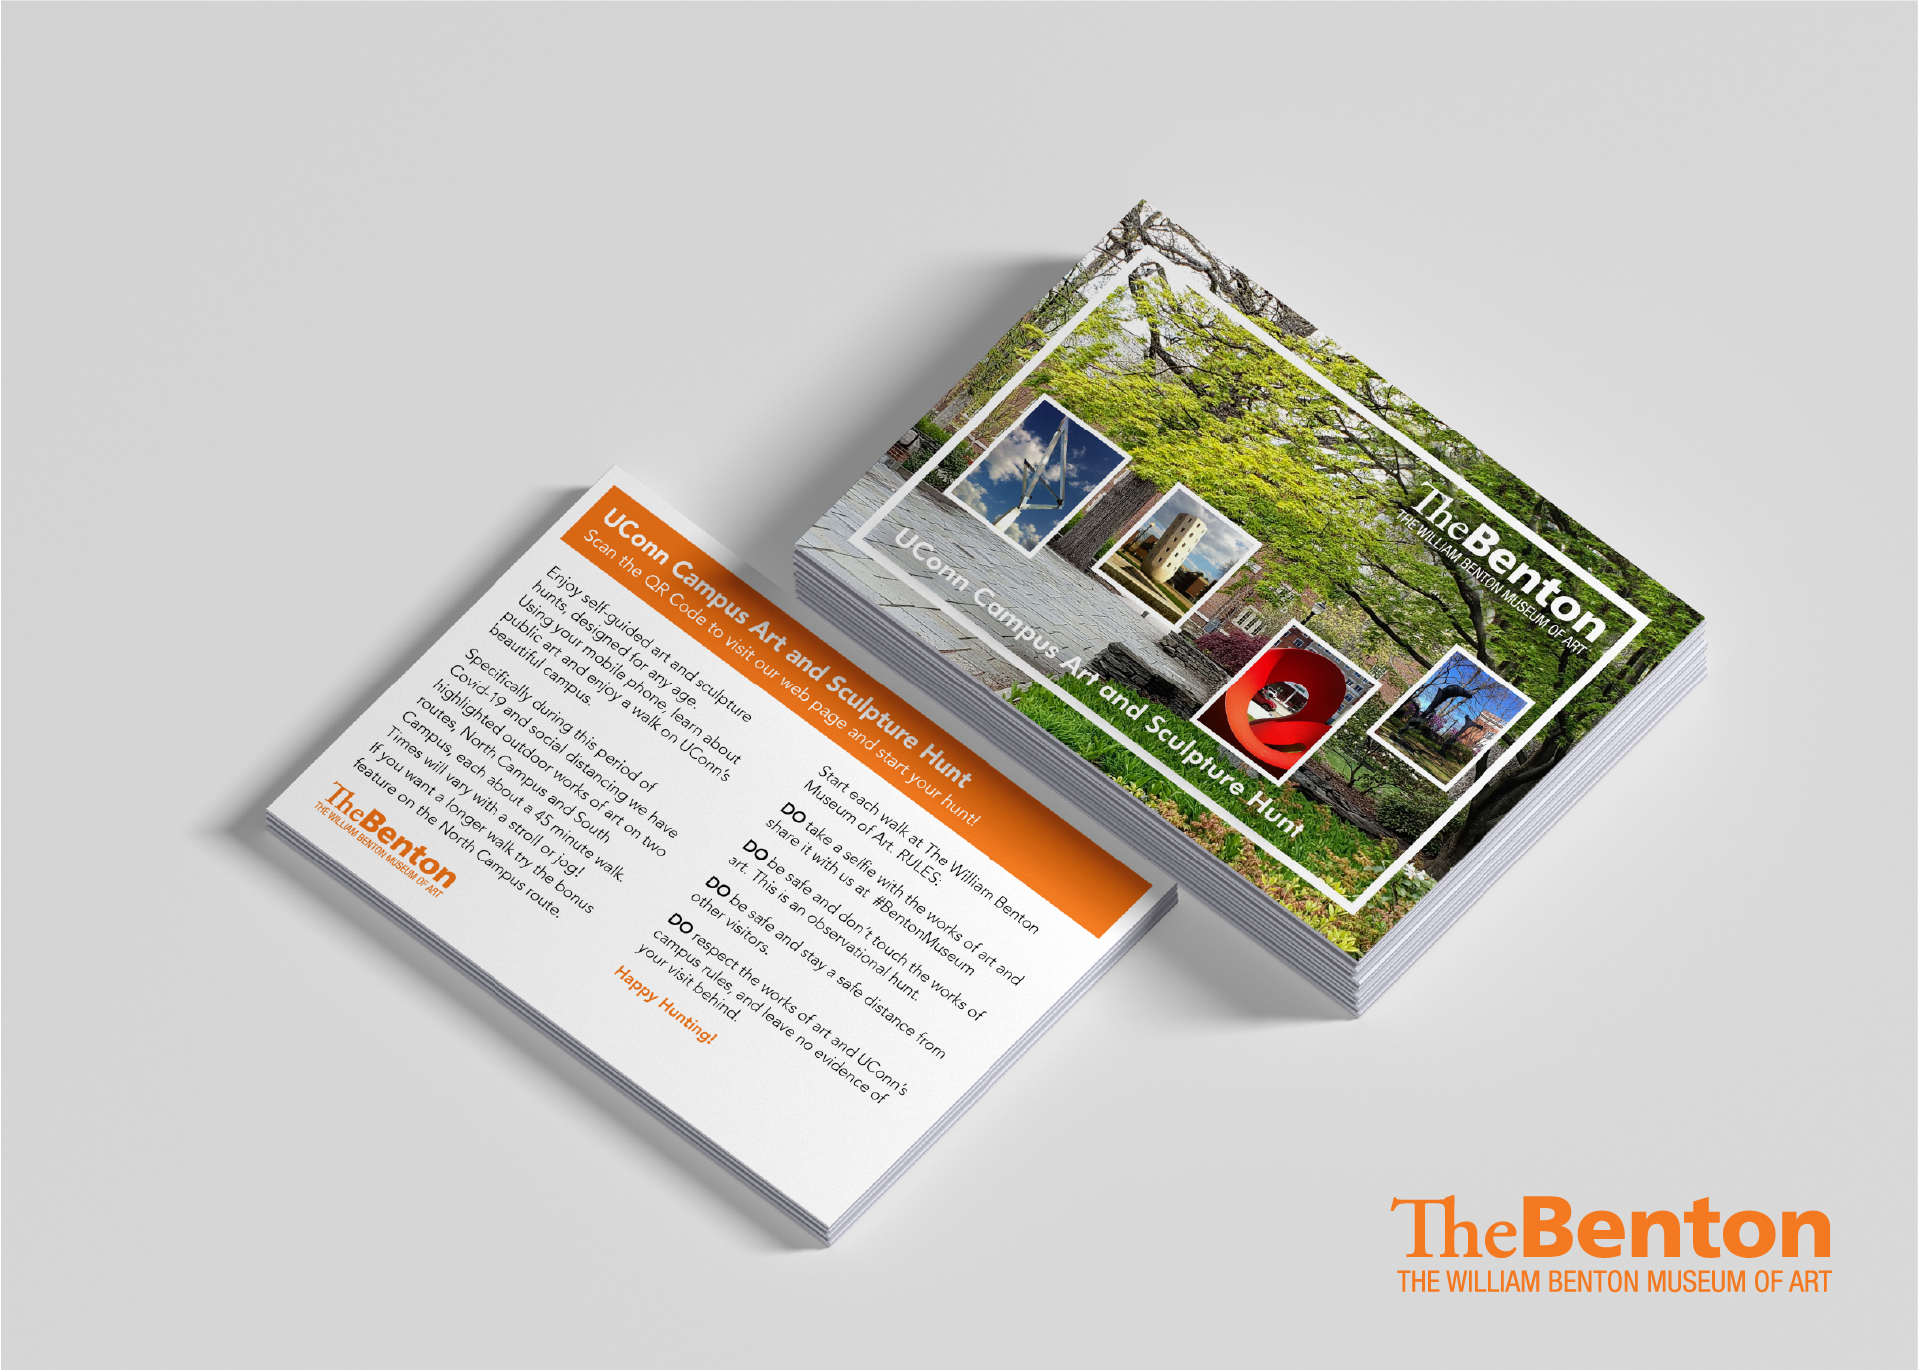 UConn Campus Art and Sculpture Hunt
Scan the QR Code to visit our web page and start your hunt!
Enjoy self-guided art and sculpture
hunts, designed for any age.
Using your mobile phone, learn about
public art and enjoy a walk on UConn's
beautiful campus.
Specifically during this period of
Covid-19 and social distancing we have
highlighted outdoor works of art on two
routes, North Campus and South
Campus, each about a 45 minute walk.
Times will vary with a stroll or jog!
If you want a longer walk try the bonus
feature on the North Campus route.
TheBenton
THE WILLIAM BENTON MUSEUM OF ART
Start each walk at The William Benton
Museum of Art. RULES:
DO take a selfie with the works of art and
share it with us at #BentonMuseum
DO be safe and don't touch the works of
art. This is an observational hunt.
DO be safe and stay a safe distance from
other visitors.
DO respect the works of art and UConn's
campus rules, and leave no evidence of
your visit behind.
Happy Hunting!
TheBenton
THE WILLIAM BENTON MUSEUM OF ART
UConn Campus Art and Sculpture Hunt
TheBenton
THE WILLIAM BENTON MUSEUM OF ART